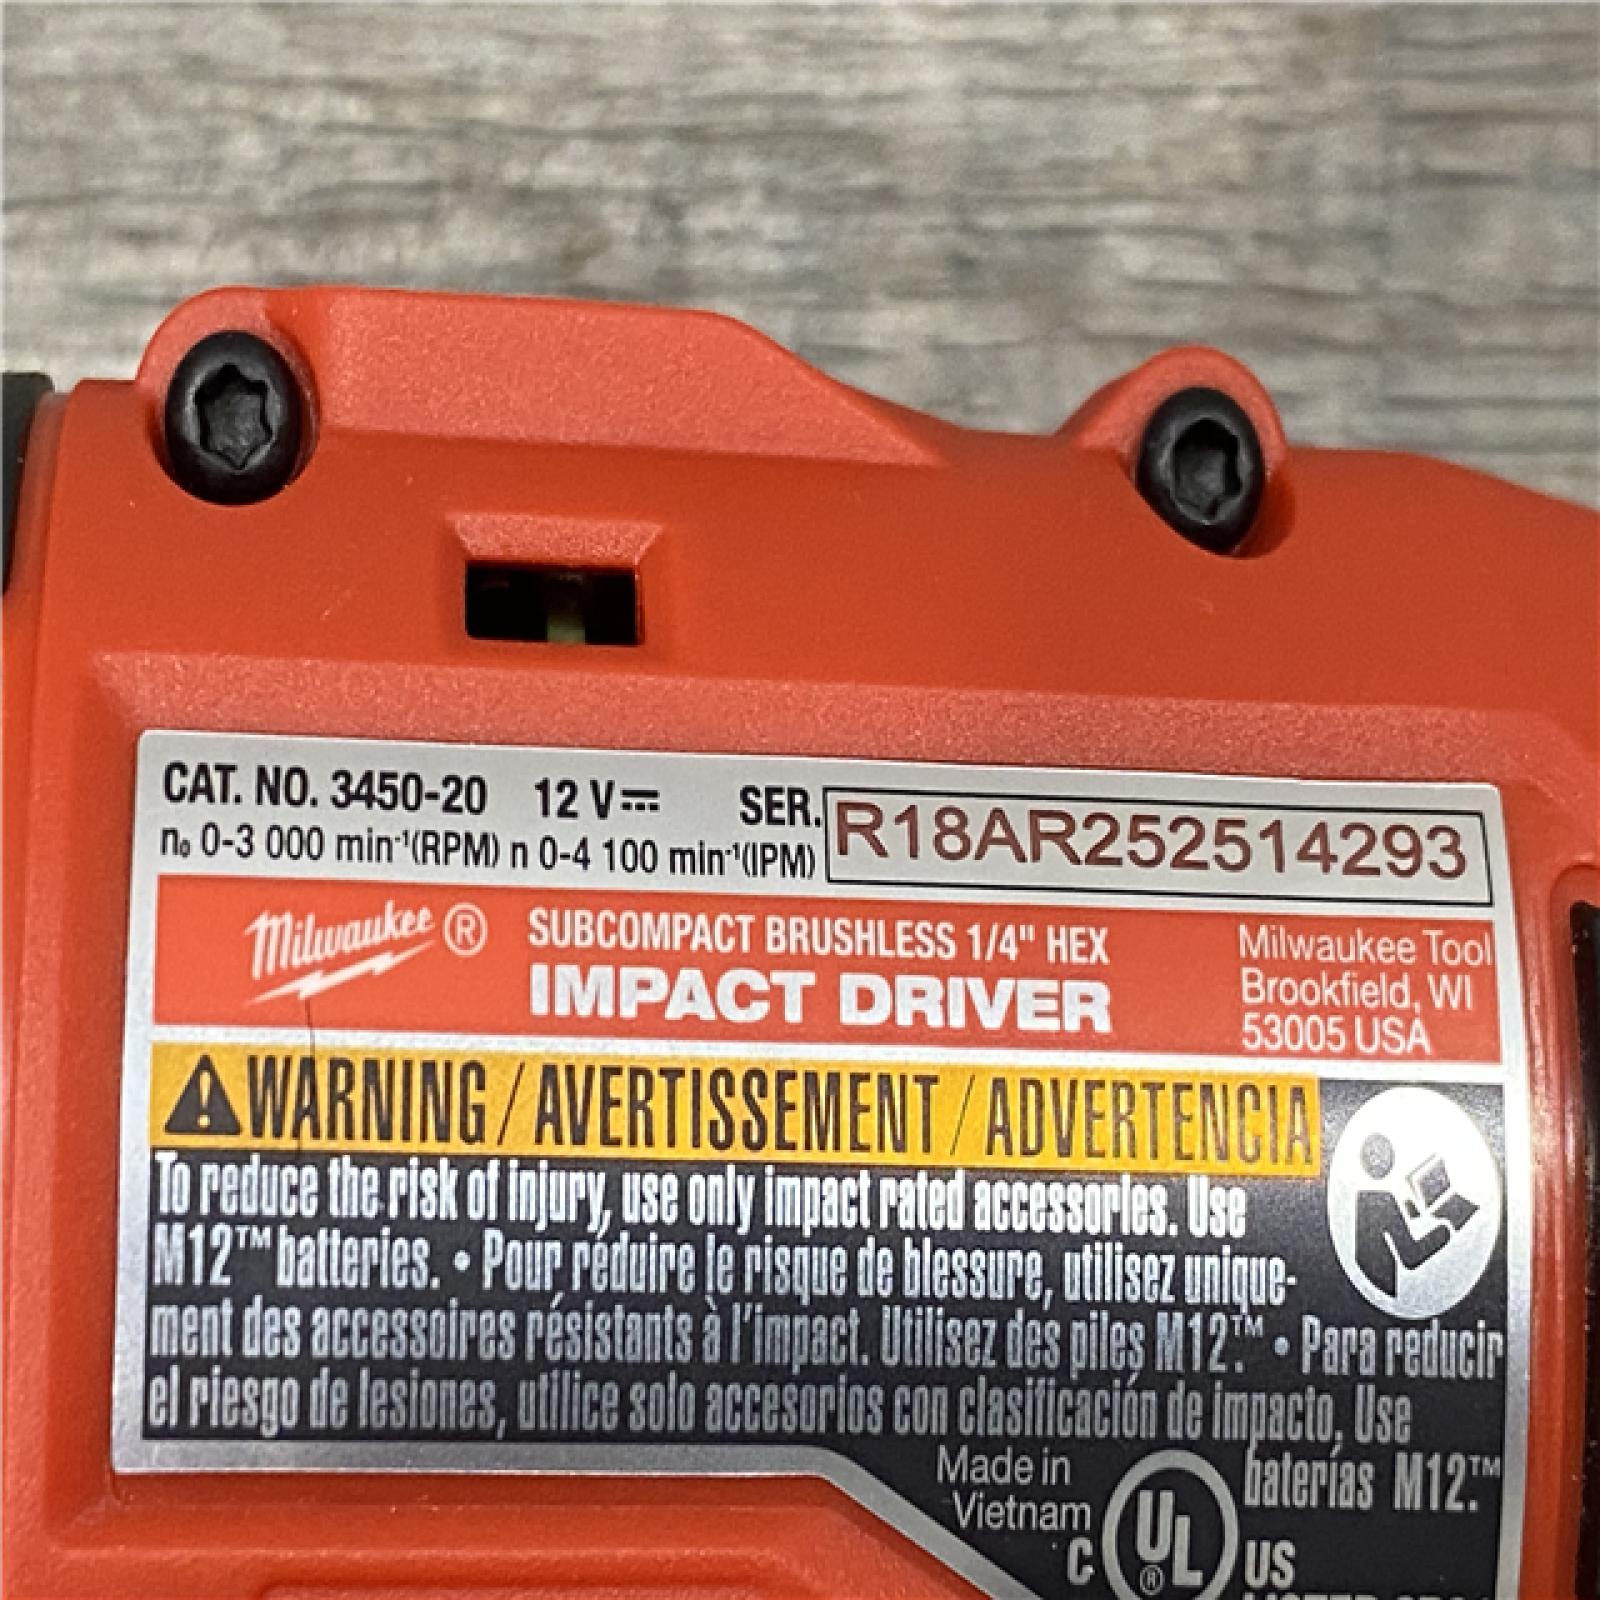 CAT. NO. 3450-20 12 V⎓ SER. R18AR252514293
n₀ 0-3 000 min⁻¹(RPM) n 0-4 100 min⁻¹(IPM)
Milwaukee® SUBCOMPACT BRUSHLESS 1/4" HEX
IMPACT DRIVER
Milwaukee Tool
Brookfield, WI
53005 USA
WARNING / AVERTISSEMENT / ADVERTENCIA
To reduce the risk of injury, use only impact rated accessories. Use
M12™ batteries. • Pour réduire le risque de blessure, utilisez unique-
ment des accessoires résistants à l'impact. Utilisez des piles M12™. • Para reducir
el riesgo de lesiones, utilice solo accesorios con clasificación de impacto. Use
baterías M12™.
Made in
Vietnam
C UL® US